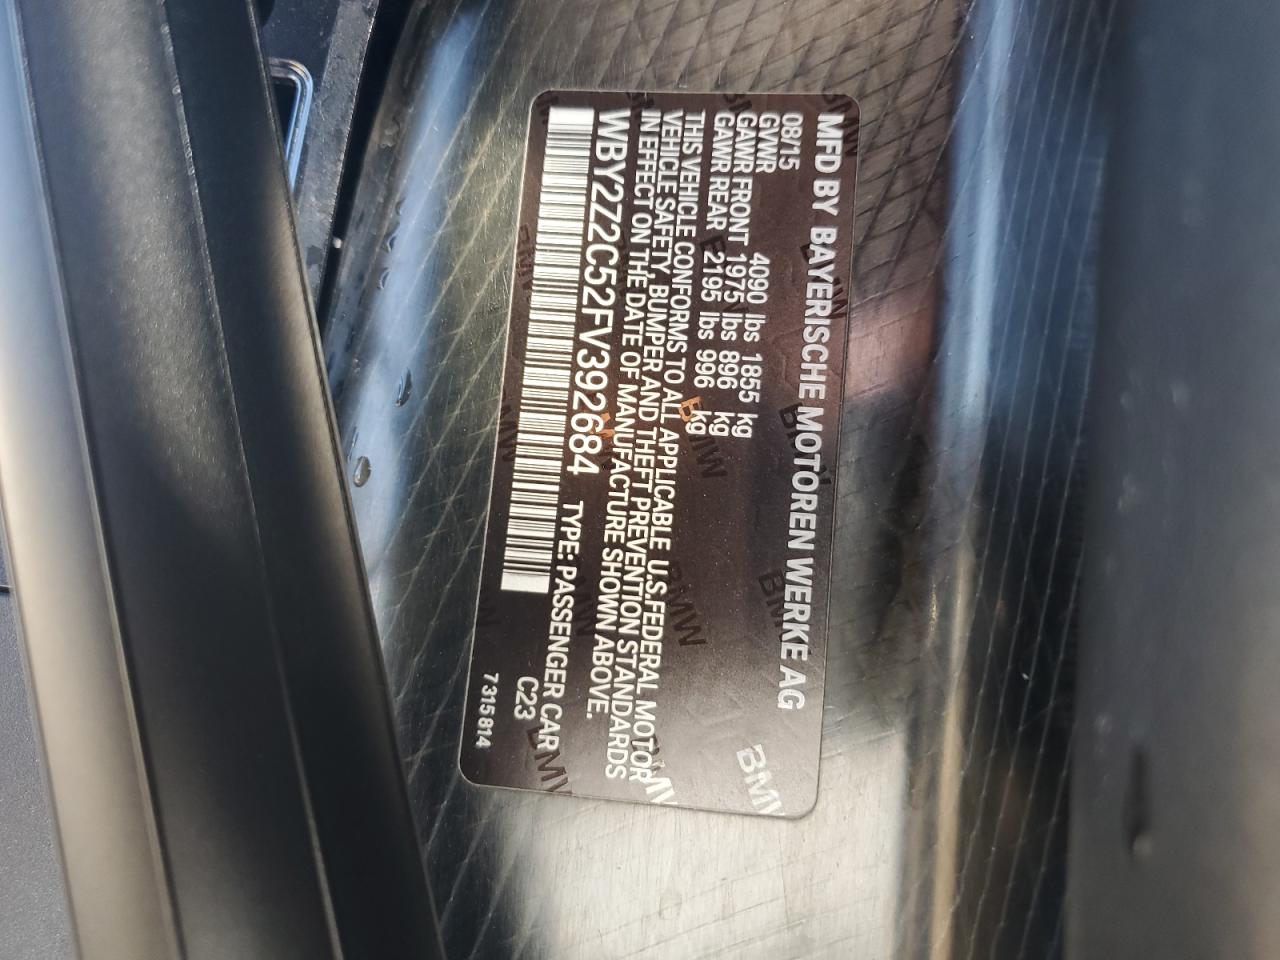 MFD BY BAYERISCHE MOTOREN WERKE AG
08/15
GVWR 4090 lbs 1855 kg
GAWR FRONT 1975 lbs 896 kg
GAWR REAR 2195 lbs 996 kg
THIS VEHICLE CONFORMS TO ALL APPLICABLE U.S.FEDERAL MOTOR
VEHICLE SAFETY, BUMPER AND THEFT PREVENTION STANDARDS
IN EFFECT ON THE DATE OF MANUFACTURE SHOWN ABOVE.
WBY2Z2C52FV392684 TYPE: PASSENGER CAR
C23
7315814
BMW